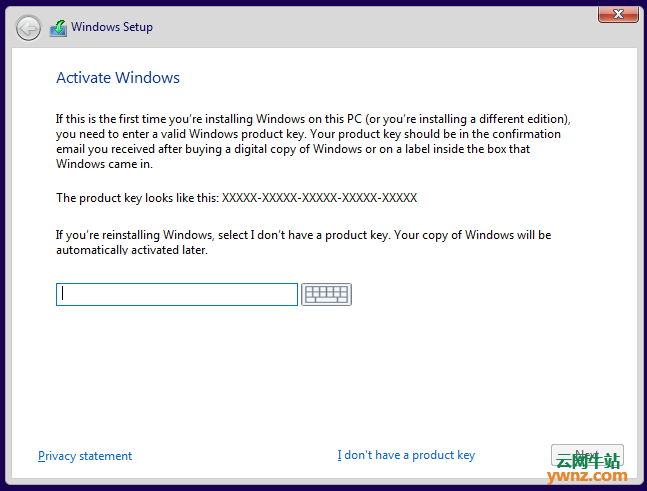 Windows Setup
Activate Windows
If this is the first time you're installing Windows on this PC (or you're installing a different edition),
you need to enter a valid Windows product key. Your product key should be in the confirmation
email you received after buying a digital copy of Windows or on a label inside the box that
Windows came in.
The product key looks like this: XXXXX-XXXXX-XXXXX-XXXXX-XXXXX
If you're reinstalling Windows, select I don't have a product key. Your copy of Windows will be
automatically activated later.
Privacy statement
I don't have a product key
Next
云网牛站
ywnz.com